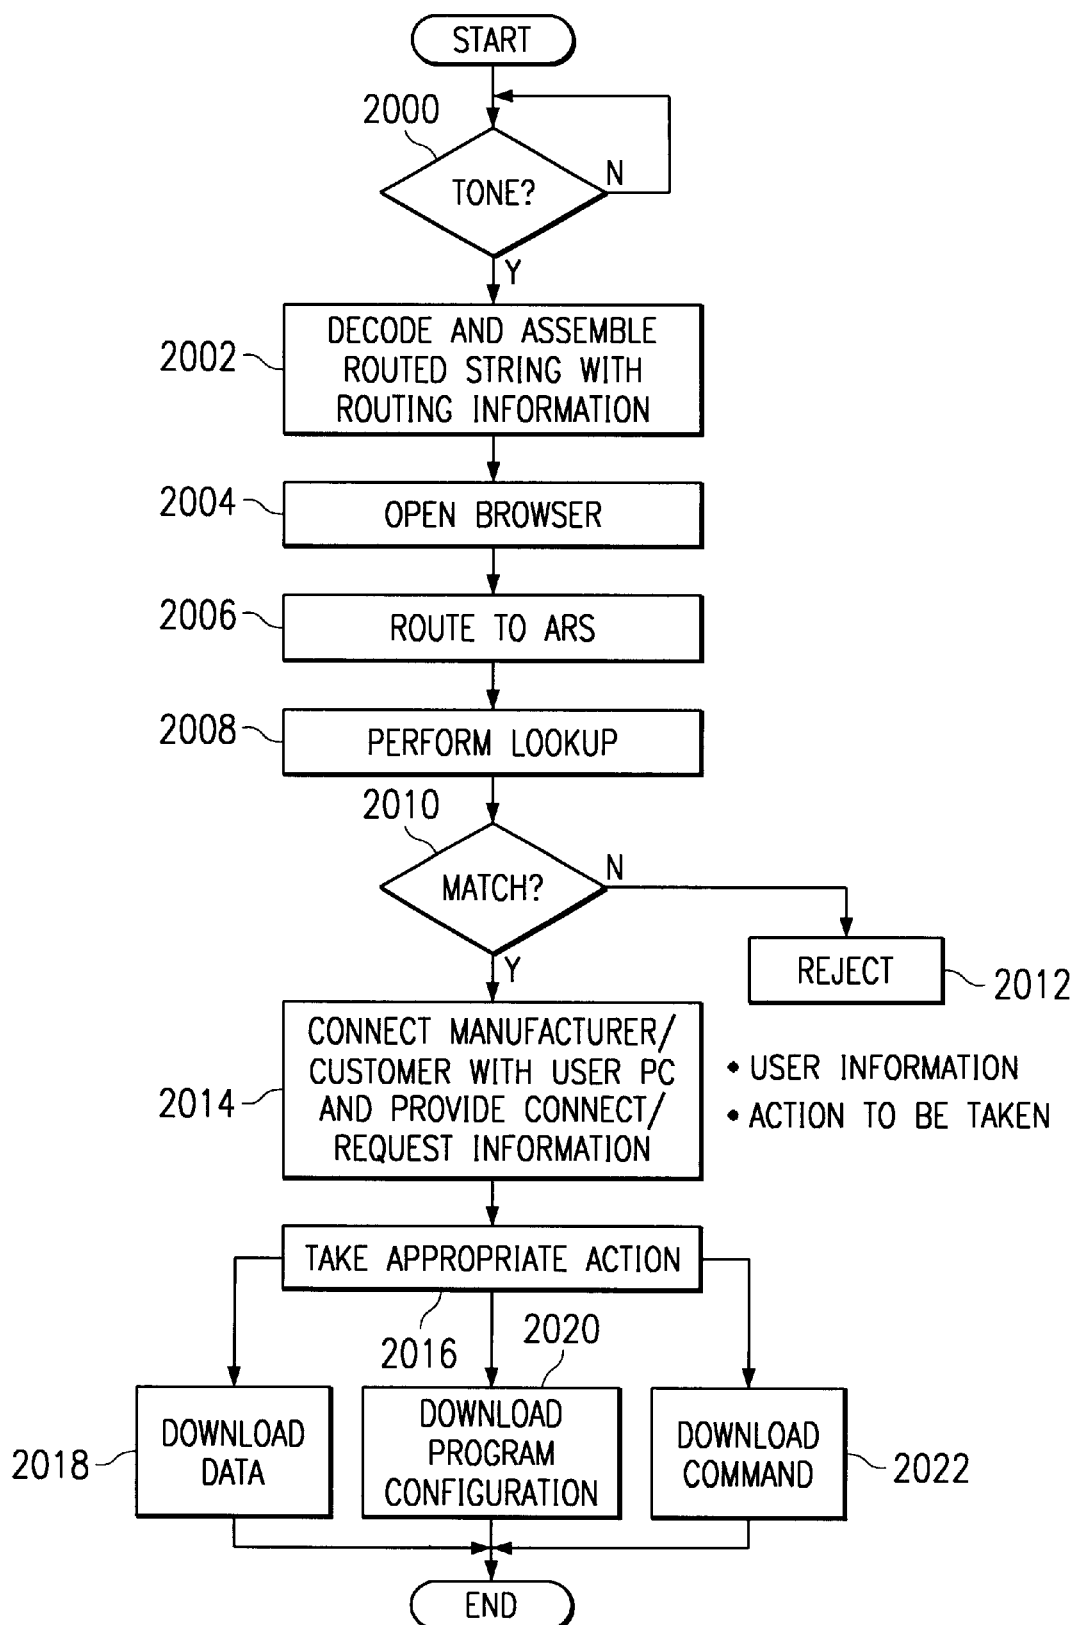 START
2000
TONE?
N
Y
2002
DECODE AND ASSEMBLE
ROUTED STRING WITH
ROUTING INFORMATION
2004
OPEN BROWSER
2006
ROUTE TO ARS
2008
PERFORM LOOKUP
2010
MATCH?
N
Y
REJECT
2012
2014
CONNECT MANUFACTURER/
CUSTOMER WITH USER PC
AND PROVIDE CONNECT/
REQUEST INFORMATION
• USER INFORMATION
• ACTION TO BE TAKEN
TAKE APPROPRIATE ACTION
2016
2018
DOWNLOAD
DATA
2020
DOWNLOAD
PROGRAM
CONFIGURATION
DOWNLOAD
COMMAND
2022
END